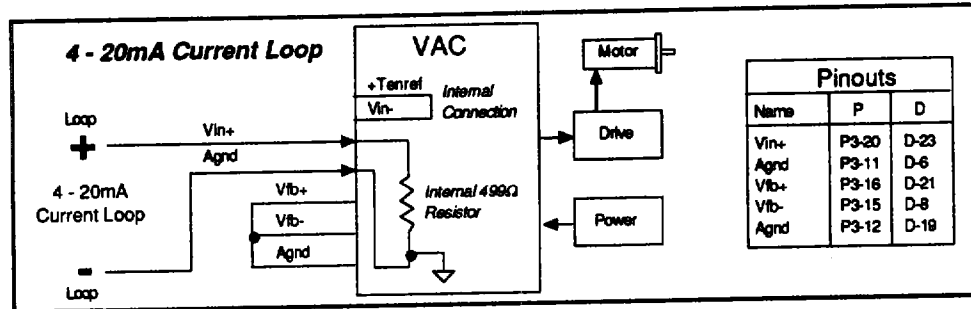 4 - 20mA Current Loop
VAC
+Tenref
Vin-
Internal
Connection
Motor
Drive
Power
Loop
+
Vin+
Agnd
4 - 20mA
Current Loop
Vfb+
Vfb-
Agnd
Internal 499Ω
Resistor
-
Loop
Pinouts
Name P D
Vin+ P3-20 D-23
Agnd P3-11 D-6
Vfb+ P3-16 D-21
Vfb- P3-15 D-8
Agnd P3-12 D-19